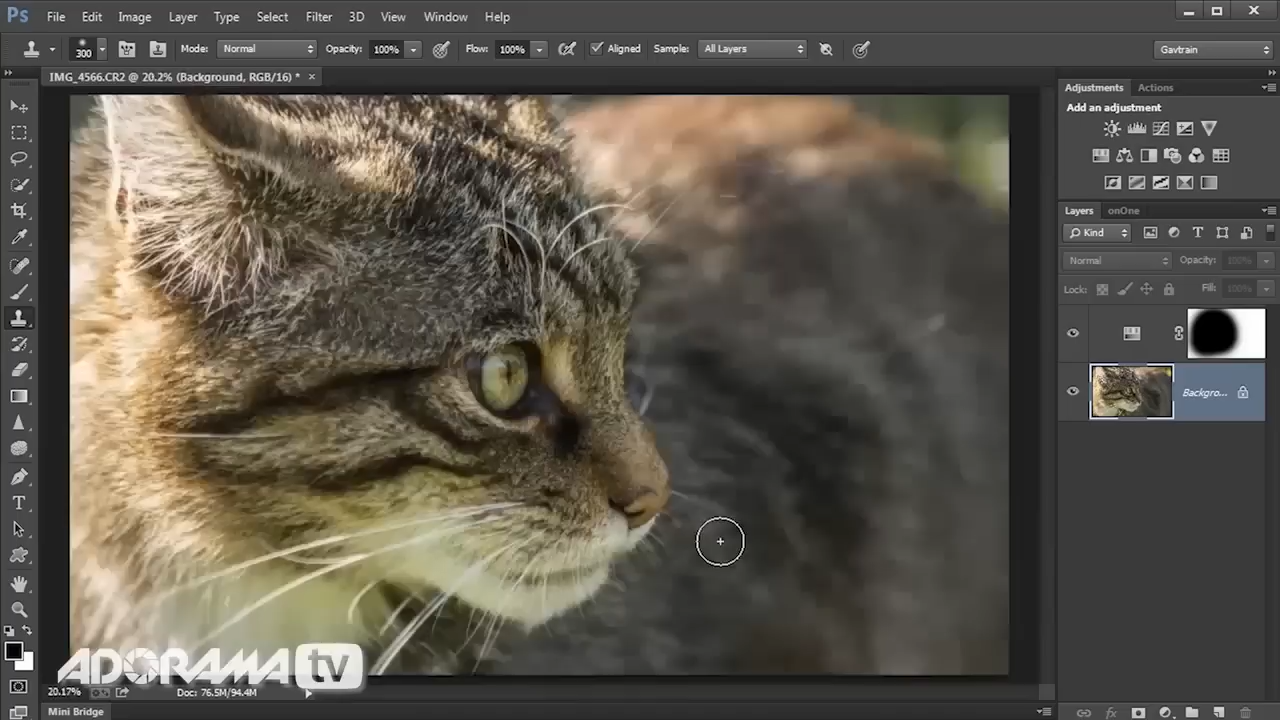 Ps File Edit Image Layer Type Select Filter 3D View Window Help
300 Mode: Normal Opacity: 100% Flow: 100% Aligned Sample: All Layers Gavtrain
IMG_4566.CR2 @ 20.2% (Background, RGB/16) * ×
Adjustments Actions
Add an adjustment
Layers onOne
Kind
Normal Opacity: 100%
Lock: Fill: 100%
Backgro...
ADORAMA tv
20.17% Doc: 76.5M/94.4M
Mini Bridge